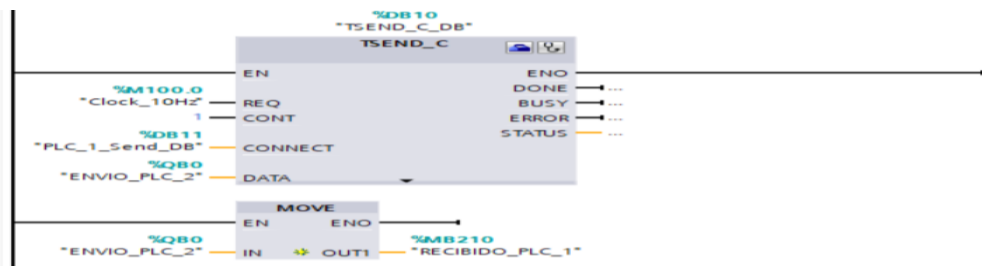 %DB10
"TSEND_C_DB"
TSEND_C
EN ENO
%M100.0 DONE ...
"Clock_10Hz" REQ BUSY ...
1 CONT ERROR ...
%DB11 STATUS ...
"PLC_1_Send_DB" CONNECT
%QB0
"ENVIO_PLC_2" DATA
MOVE
EN ENO
%QB0 %MB210
"ENVIO_PLC_2" IN OUT1 "RECIBIDO_PLC_1"